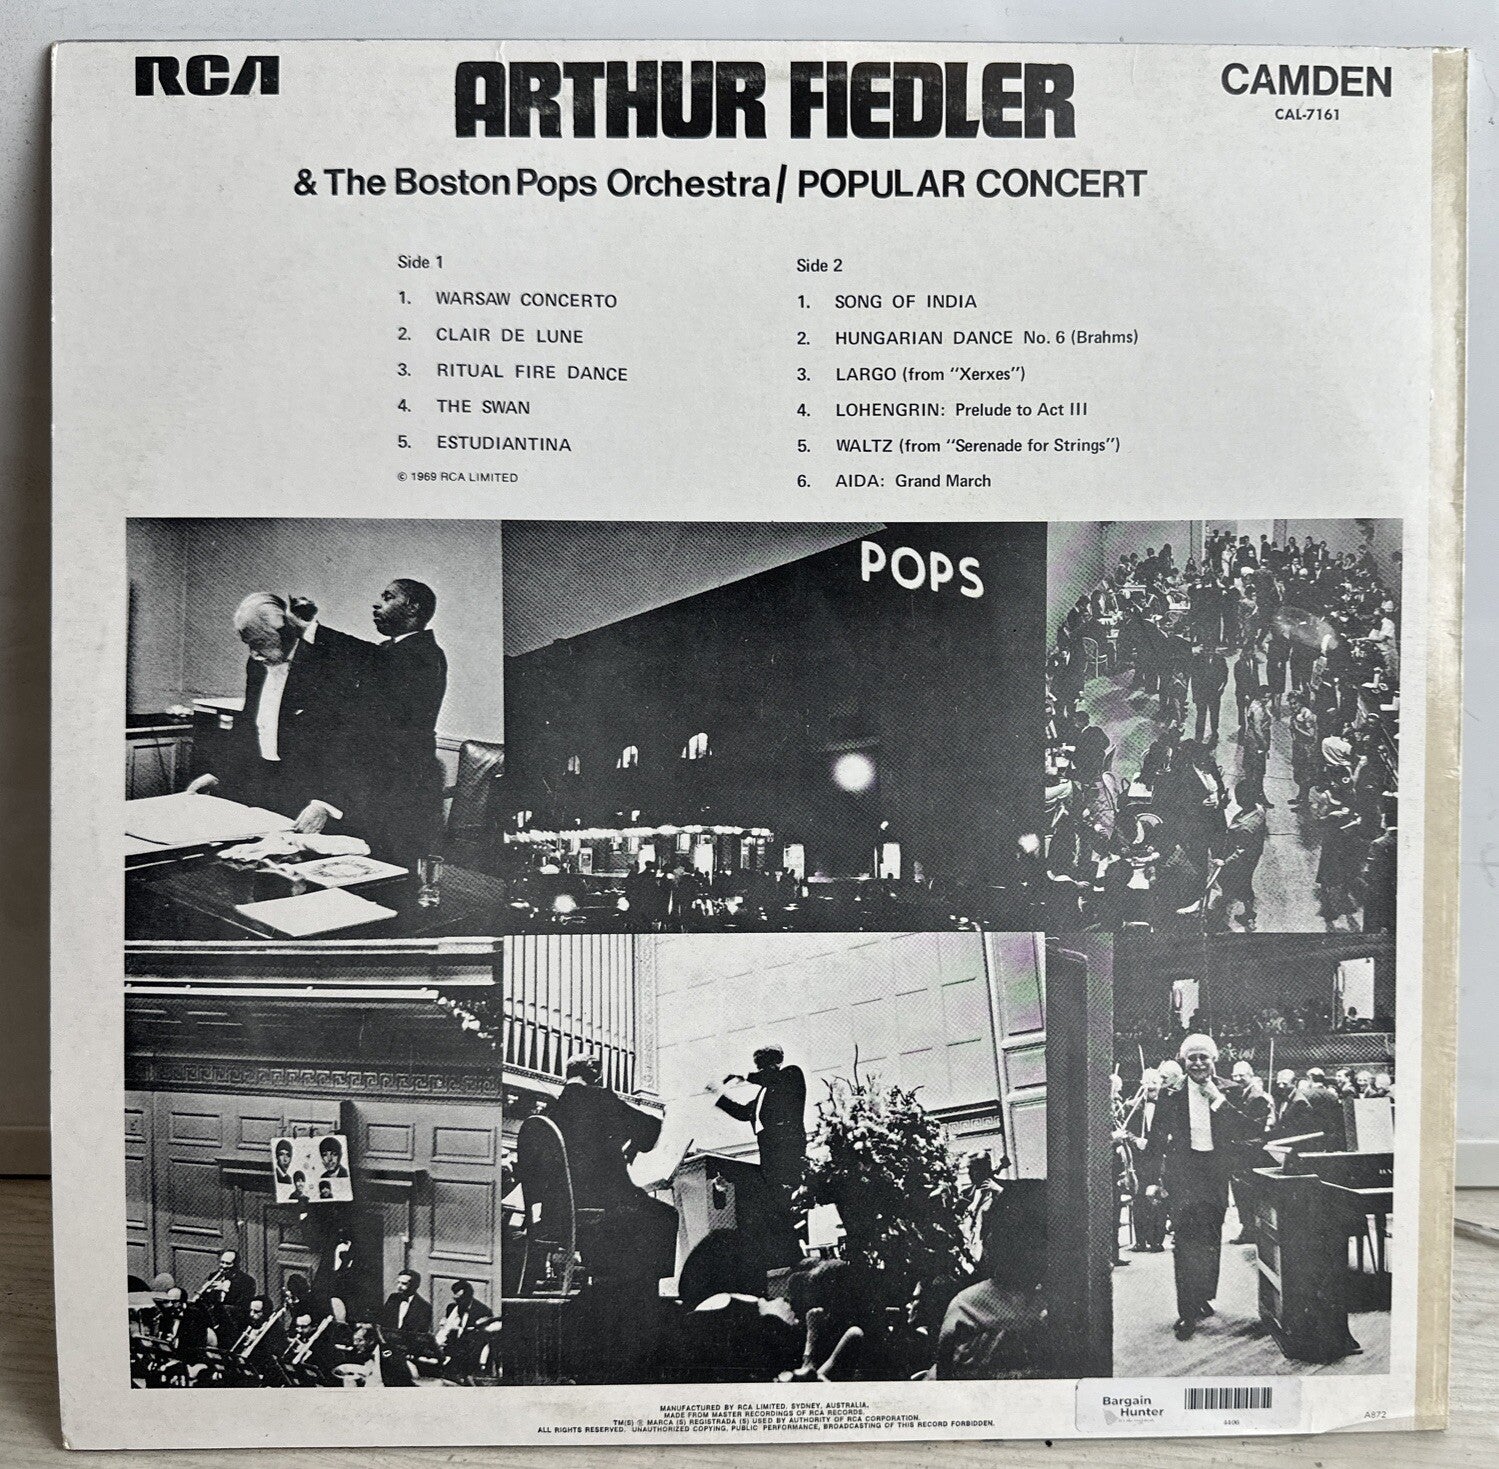 RCA
ARTHUR FIEDLER
CAMDEN
CAL-7161
& The Boston Pops Orchestra / POPULAR CONCERT
Side 1
1. WARSAW CONCERTO
2. CLAIR DE LUNE
3. RITUAL FIRE DANCE
4. THE SWAN
5. ESTUDIANTINA
© 1969 RCA LIMITED
Side 2
1. SONG OF INDIA
2. HUNGARIAN DANCE No. 6 (Brahms)
3. LARGO (from "Xerxes")
4. LOHENGRIN: Prelude to Act III
5. WALTZ (from "Serenade for Strings")
6. AIDA: Grand March
POPS
MANUFACTURED BY RCA LIMITED, SYDNEY, AUSTRALIA.
MADE FROM MASTER RECORDINGS OF RCA RECORDS.
TM(S) ® MARCA (S) REGISTRADA (S) USED BY AUTHORITY OF RCA CORPORATION.
ALL RIGHTS RESERVED. UNAUTHORIZED COPYING, PUBLIC PERFORMANCE, BROADCASTING OF THIS RECORD FORBIDDEN.
Bargain
Hunter
A872